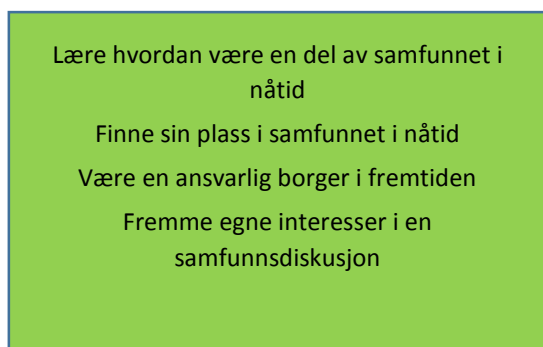 Lære hvordan være en del av samfunnet i
nåtid
Finne sin plass i samfunnet i nåtid
Være en ansvarlig borger i fremtiden
Fremme egne interesser i en
samfunnsdiskusjon